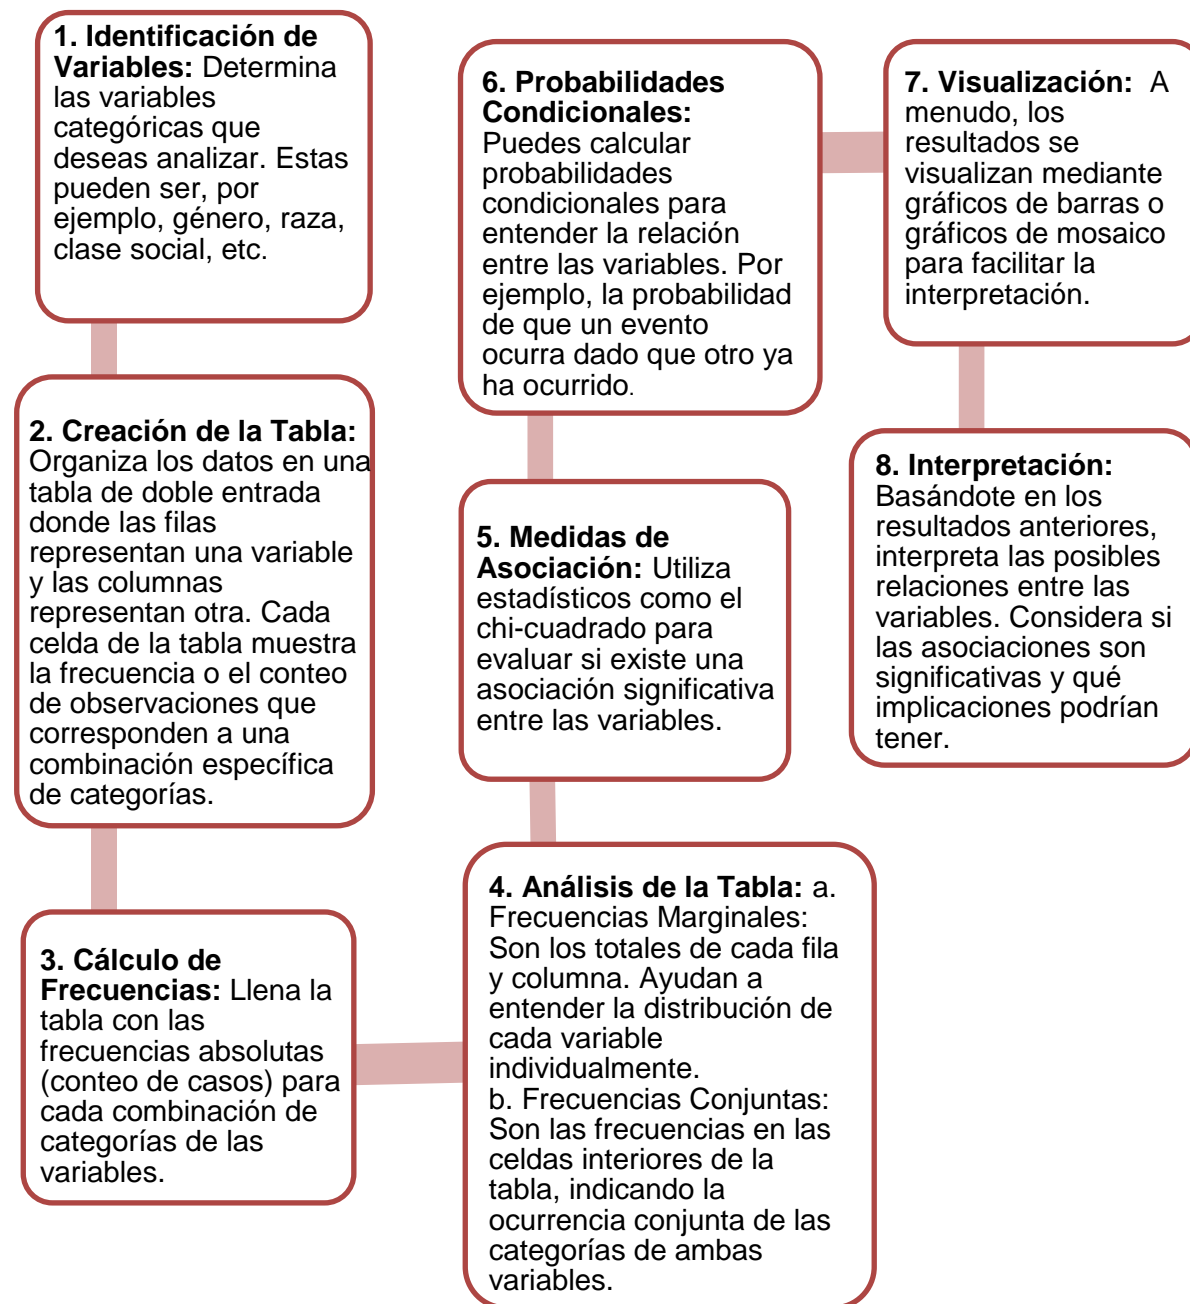 1. Identificación de
Variables: Determina
las variables
categóricas que
deseas analizar. Estas
pueden ser, por
ejemplo, género, raza,
clase social, etc.
2. Creación de la Tabla:
Organiza los datos en una
tabla de doble entrada
donde las filas
representan una variable
y las columnas
representan otra. Cada
celda de la tabla muestra
la frecuencia o el conteo
de observaciones que
corresponden a una
combinación específica
de categorías.
3. Cálculo de
Frecuencias: Llena la
tabla con las
frecuencias absolutas
(conteo de casos) para
cada combinación de
categorías de las
variables.
4. Análisis de la Tabla: a.
Frecuencias Marginales:
Son los totales de cada fila
y columna. Ayudan a
entender la distribución de
cada variable
individualmente.
b. Frecuencias Conjuntas:
Son las frecuencias en las
celdas interiores de la
tabla, indicando la
ocurrencia conjunta de las
categorías de ambas
variables.
5. Medidas de
Asociación: Utiliza
estadísticos como el
chi-cuadrado para
evaluar si existe una
asociación significativa
entre las variables.
6. Probabilidades
Condicionales:
Puedes calcular
probabilidades
condicionales para
entender la relación
entre las variables. Por
ejemplo, la probabilidad
de que un evento
ocurra dado que otro ya
ha ocurrido.
7. Visualización: A
menudo, los
resultados se
visualizan mediante
gráficos de barras o
gráficos de mosaico
para facilitar la
interpretación.
8. Interpretación:
Basándote en los
resultados anteriores,
interpreta las posibles
relaciones entre las
variables. Considera si
las asociaciones son
significativas y qué
implicaciones podrían
tener.